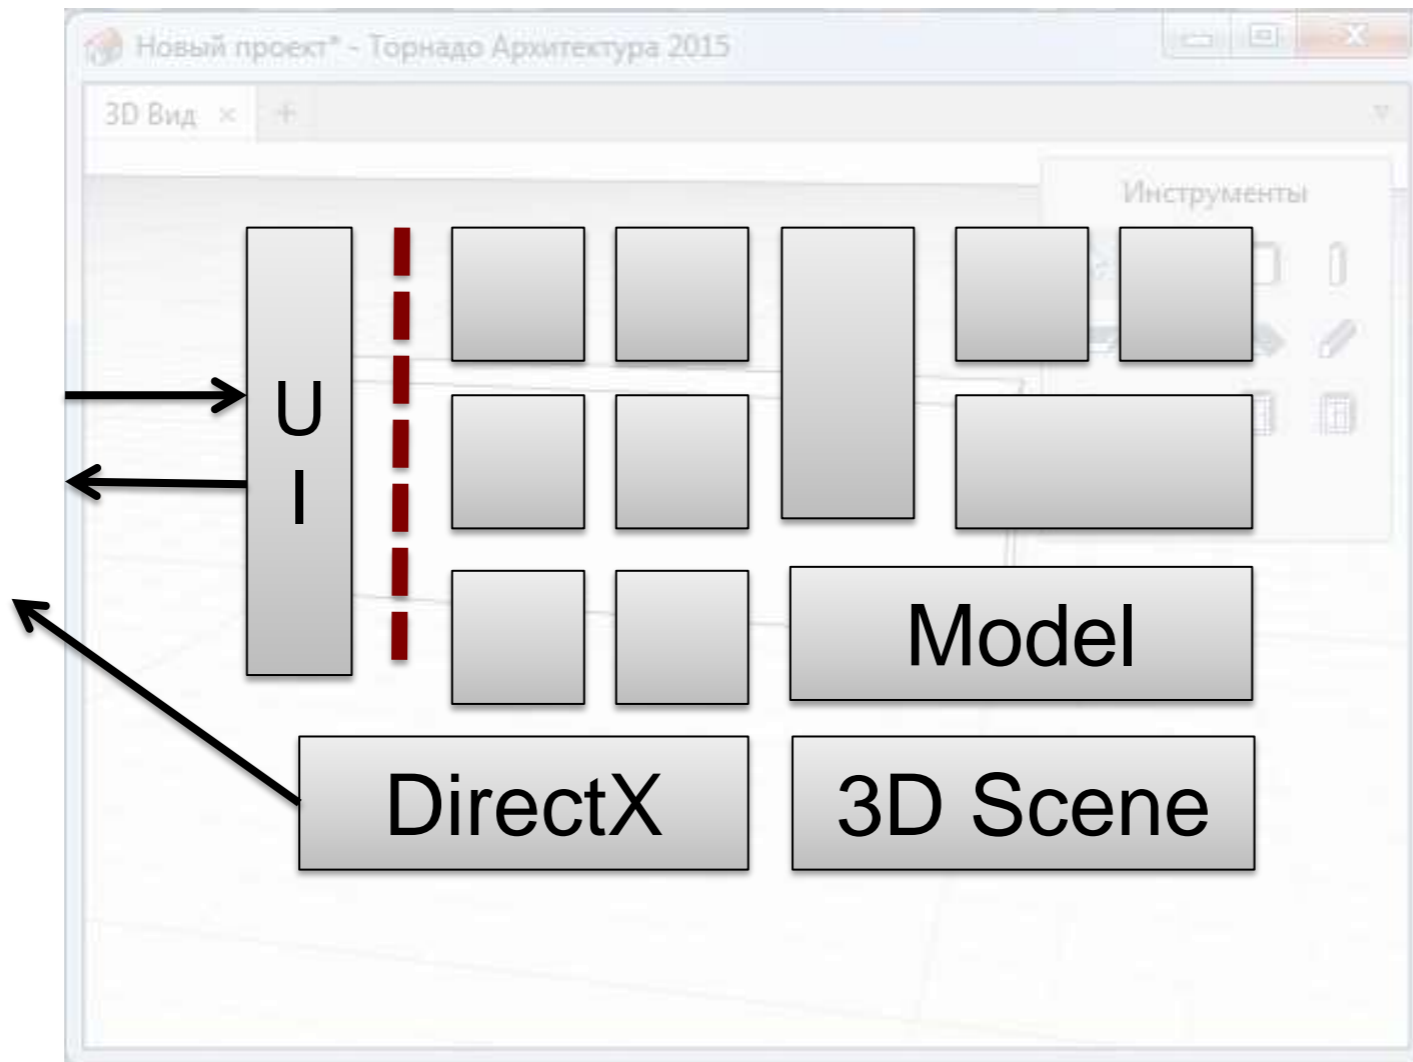 Новый проект* - Торнадо Архитектура 2015
3D Вид
Инструменты
U
I
Model
DirectX
3D Scene